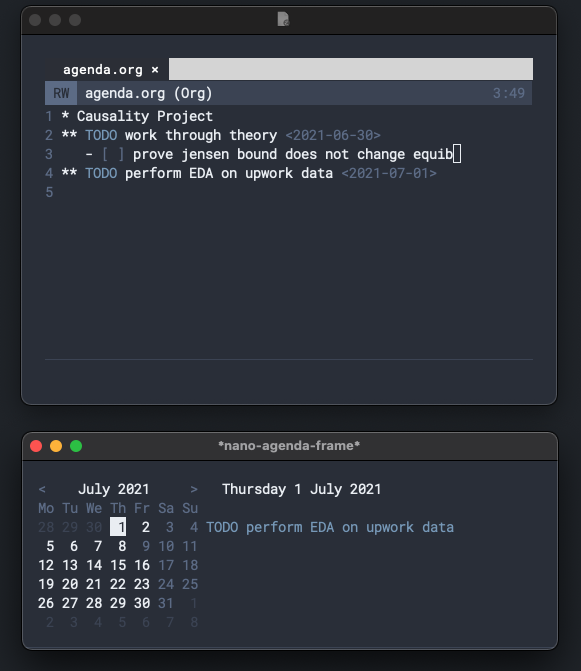 agenda.org ×
RW agenda.org (Org) 3:49
1 * Causality Project
2 ** TODO work through theory <2021-06-30>
3 - [ ] prove jensen bound does not change equib
4 ** TODO perform EDA on upwork data <2021-07-01>
5
*nano-agenda-frame*
< July 2021 > Thursday 1 July 2021
Mo Tu We Th Fr Sa Su
28 29 30 1 2 3 4 TODO perform EDA on upwork data
5 6 7 8 9 10 11
12 13 14 15 16 17 18
19 20 21 22 23 24 25
26 27 28 29 30 31 1
2 3 4 5 6 7 8